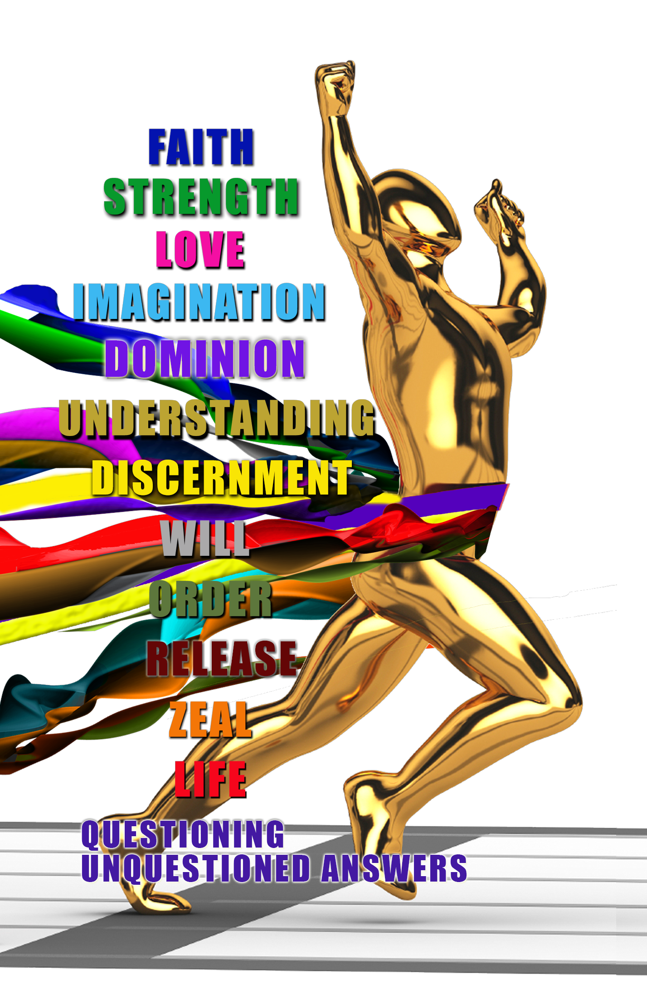 FAITH
STRENGTH
LOVE
IMAGINATION
DOMINION
UNDERSTANDING
DISCERNMENT
WILL
ORDER
RELEASE
ZEAL
LIFE
QUESTIONING
UNQUESTIONED ANSWERS